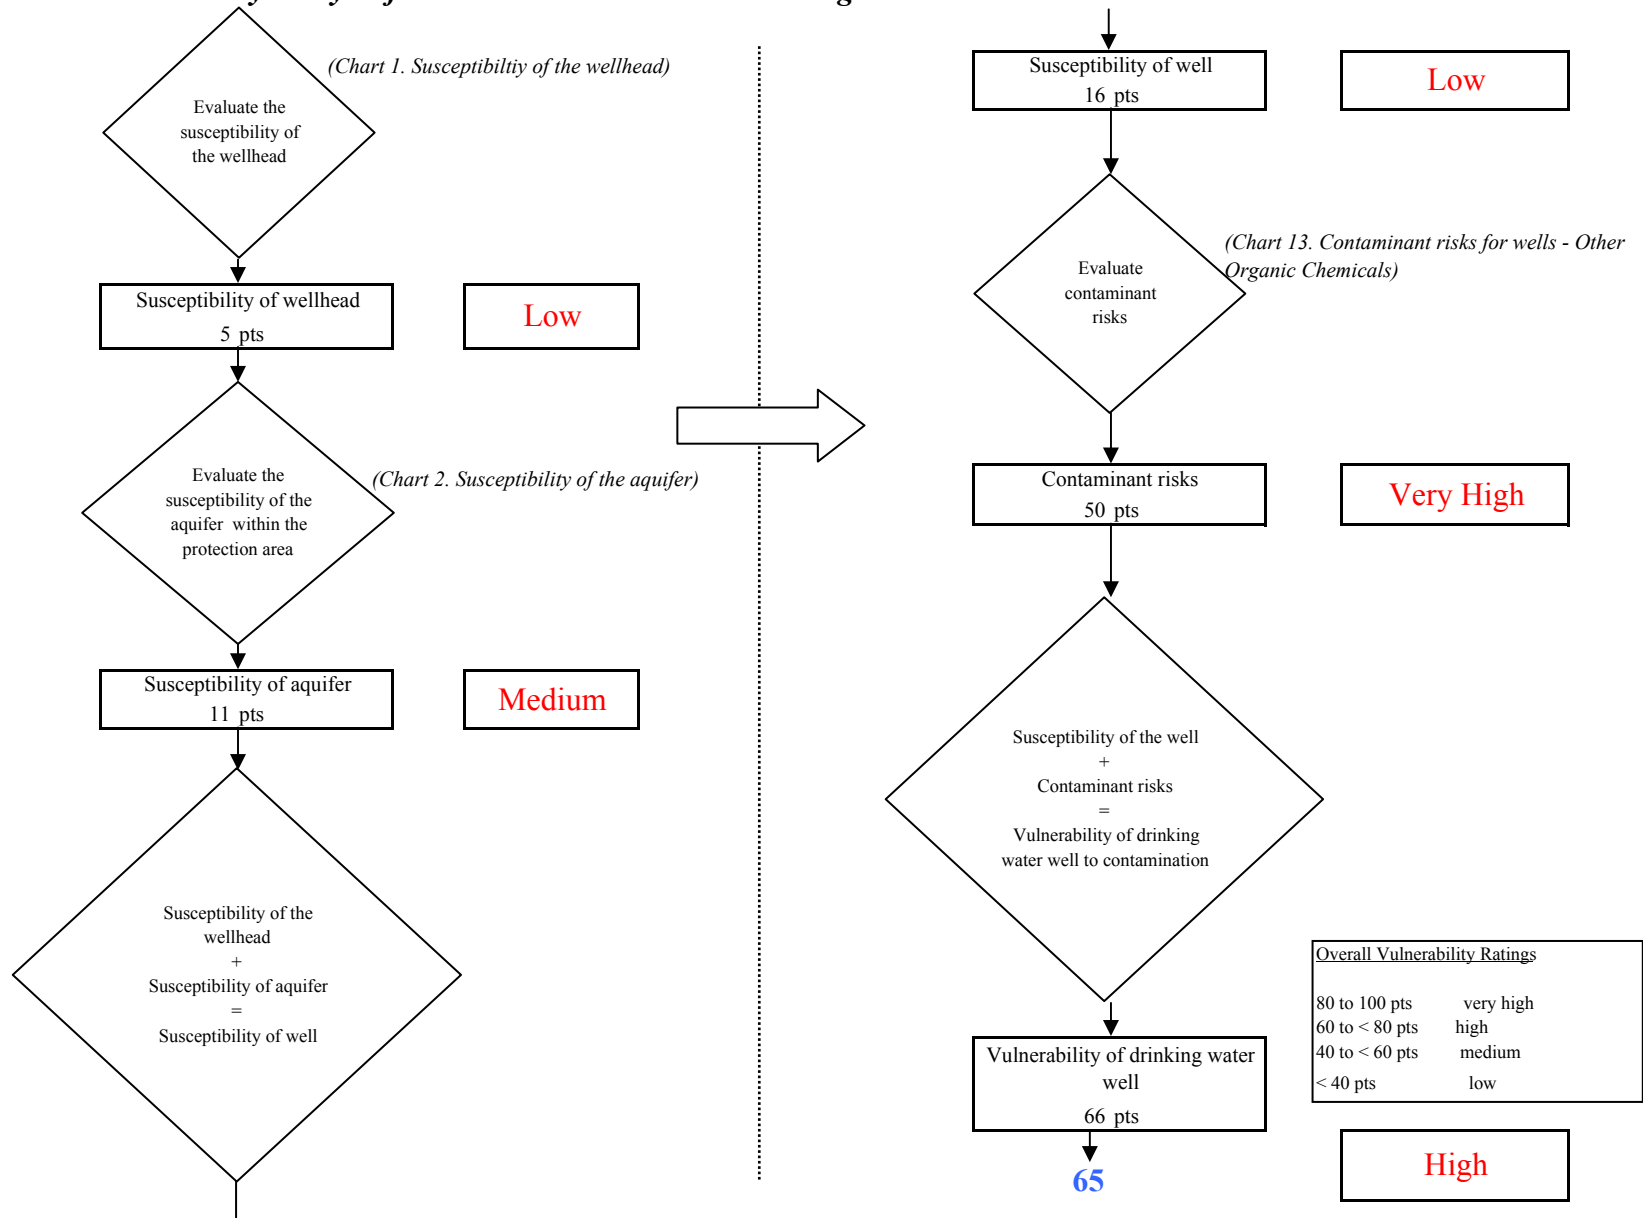 (Chart 1. Susceptibiltiy of the wellhead)
Evaluate the
susceptibility of
the wellhead
Susceptibility of wellhead
5 pts
Low
(Chart 2. Susceptibility of the aquifer)
Evaluate the
susceptibility of the
aquifer within the
protection area
Susceptibility of aquifer
11 pts
Medium
Susceptibility of the
wellhead
+
Susceptibility of aquifer
=
Susceptibility of well
Susceptibility of well
16 pts
Low
(Chart 13. Contaminant risks for wells - Other
Organic Chemicals)
Evaluate
contaminant
risks
Contaminant risks
50 pts
Very High
Susceptibility of the well
+
Contaminant risks
=
Vulnerability of drinking
water well to contamination
Overall Vulnerability Ratings
80 to 100 pts very high
60 to < 80 pts high
40 to < 60 pts medium
< 40 pts low
Vulnerability of drinking water
well
66 pts
65
High